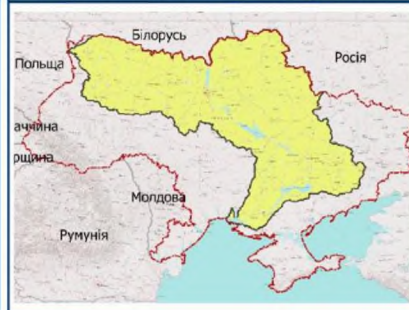 Білорусь
Польща
Росія
аччина
рщина
Молдова
Румунія